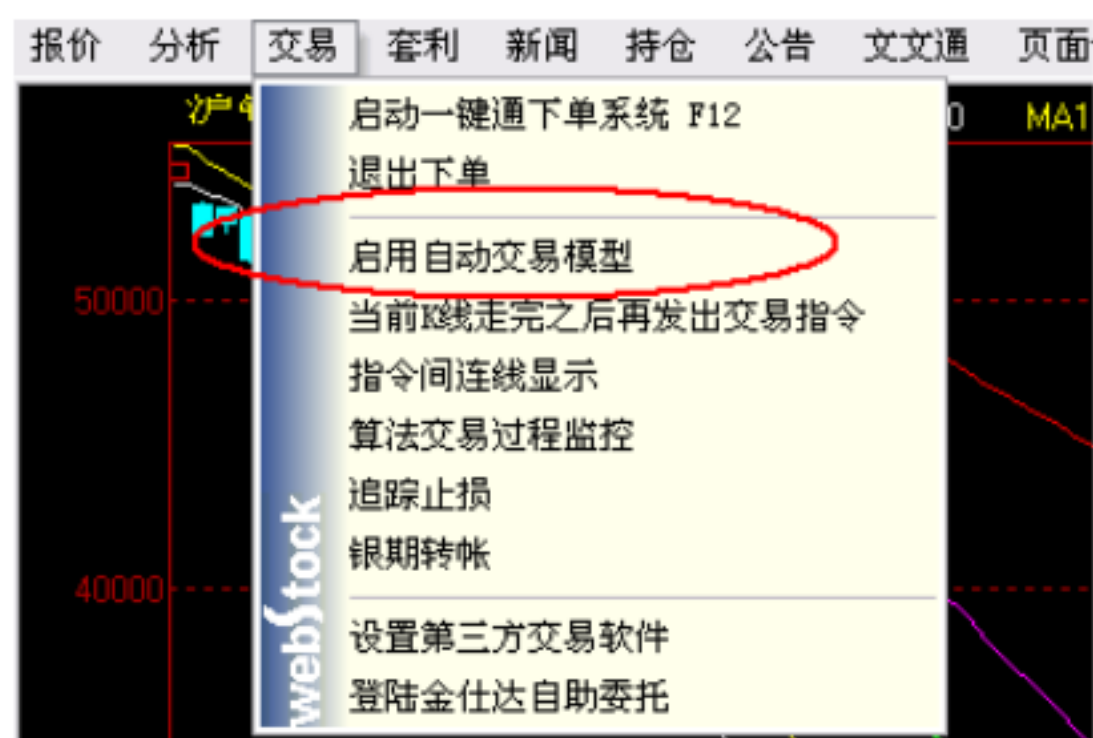 报价 分析 交易 套利 新闻 持仓 公告 文文通 页面
沪 0 MA1
启动一键通下单系统 F12
退出下单
启用自动交易模型
50000
当前K线走完之后再发出交易指令
指令间连线显示
算法交易过程监控
追踪止损
银期转帐
40000
设置第三方交易软件
登陆金仕达自助委托
webstock